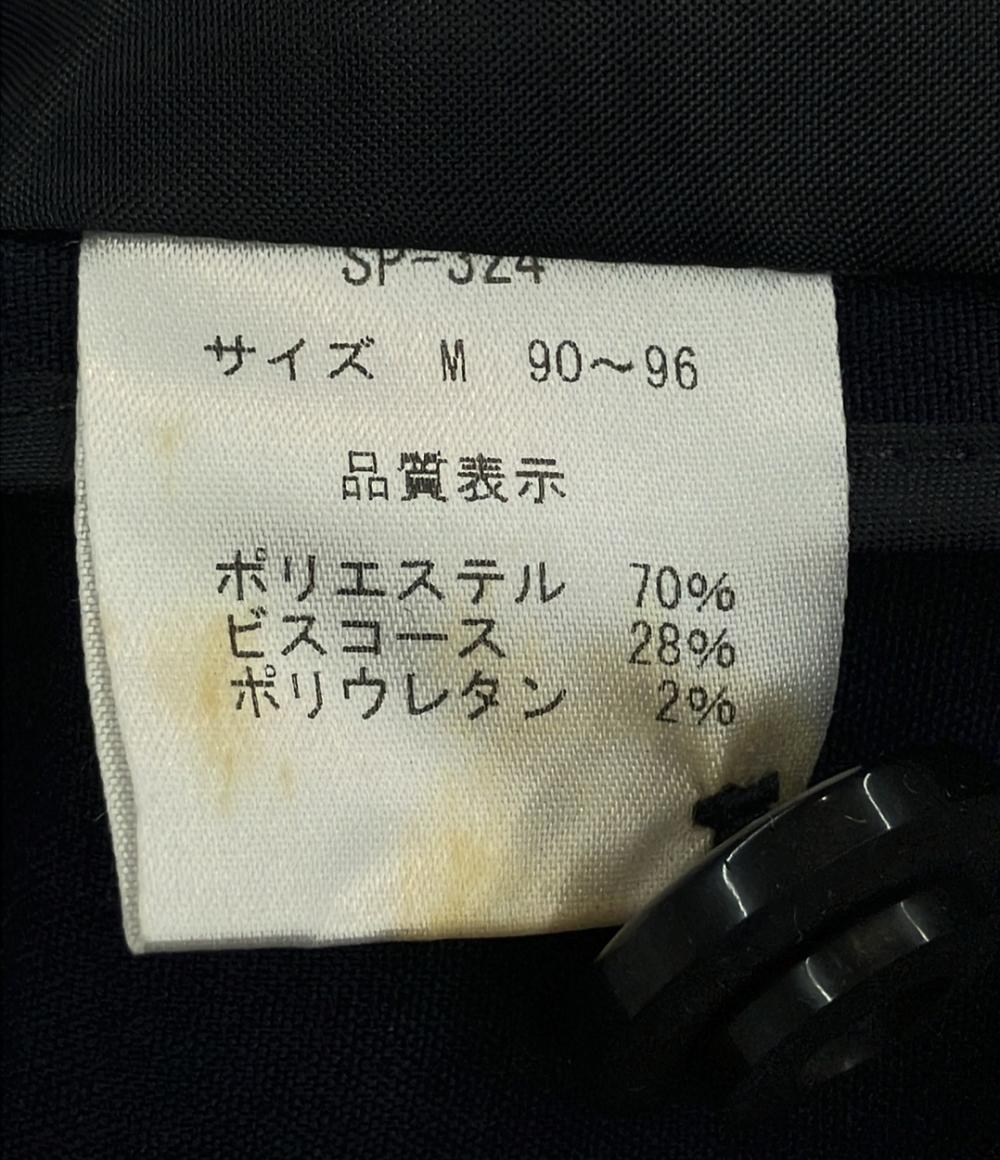 SP-324
サイズ M 90〜96
品質表示
ポリエステル 70%
ビスコース 28%
ポリウレタン 2%